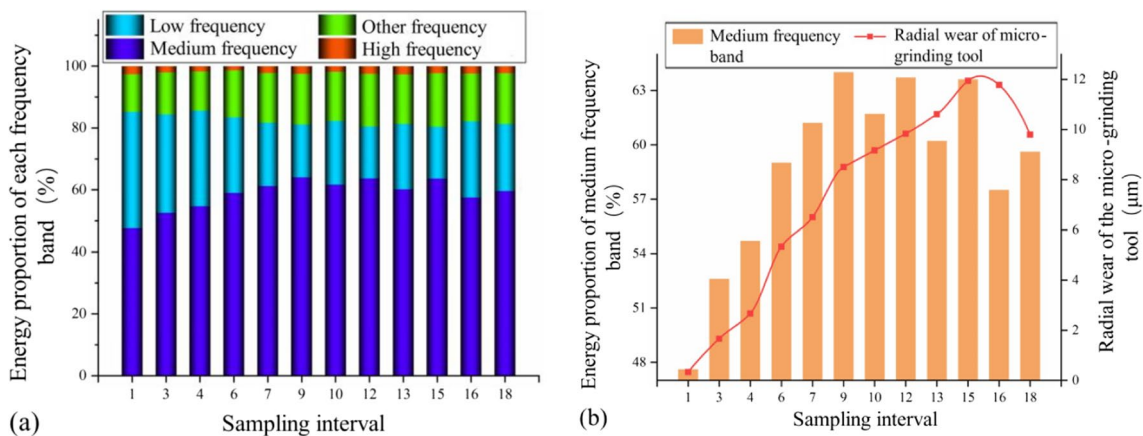 Low frequency
Other frequency
Medium frequency
High frequency
Energy proportion of each frequency
band (%)
100
80
60
40
20
0
1 3 4 6 7 9 10 12 13 15 16 18
Sampling interval
(a)
Medium frequency
band
Radial wear of micro-
grinding tool
Energy proportion of medium frequency
band (%)
63
60
57
54
51
48
1 3 4 6 7 9 10 12 13 15 16 18
Sampling interval
12
10
8
6
4
2
0
Radial wear of the micro-grinding
tool (μm)
(b)